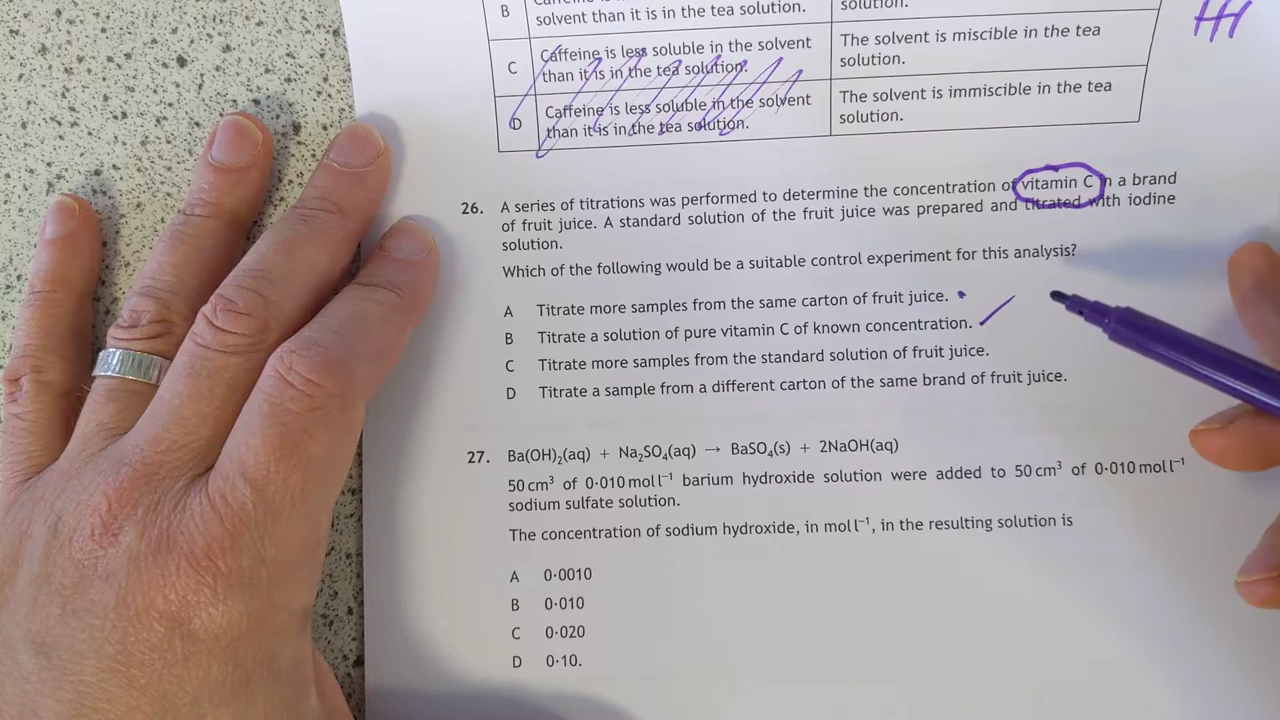 B
solvent than it is in the tea solution.
solution.
C
Caffeine is less soluble in the solvent
than it is in the tea solution.
The solvent is miscible in the tea
solution.
D
Caffeine is less soluble in the solvent
than it is in the tea solution.
The solvent is immiscible in the tea
solution.
26. A series of titrations was performed to determine the concentration of vitamin C in a brand
of fruit juice. A standard solution of the fruit juice was prepared and titrated with iodine
solution.
Which of the following would be a suitable control experiment for this analysis?
A Titrate more samples from the same carton of fruit juice.
B Titrate a solution of pure vitamin C of known concentration.
C Titrate more samples from the standard solution of fruit juice.
D Titrate a sample from a different carton of the same brand of fruit juice.
27. Ba(OH)₂(aq) + Na₂SO₄(aq) → BaSO₄(s) + 2NaOH(aq)
50 cm³ of 0·010 mol l⁻¹ barium hydroxide solution were added to 50 cm³ of 0·010 mol l⁻¹
sodium sulfate solution.
The concentration of sodium hydroxide, in mol l⁻¹, in the resulting solution is
A 0·0010
B 0·010
C 0·020
D 0·10.